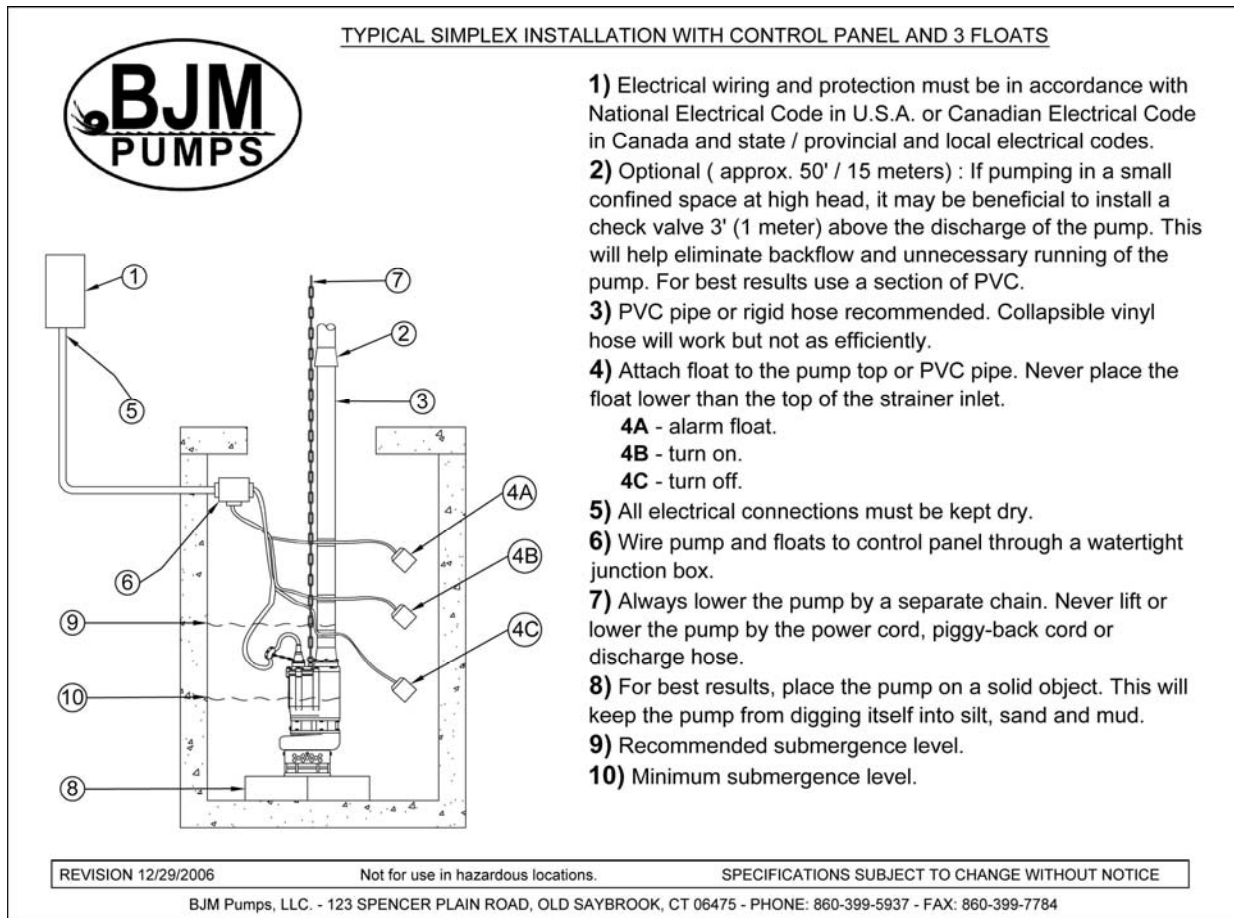 TYPICAL SIMPLEX INSTALLATION WITH CONTROL PANEL AND 3 FLOATS
BJM
PUMPS
1) Electrical wiring and protection must be in accordance with
National Electrical Code in U.S.A. or Canadian Electrical Code
in Canada and state / provincial and local electrical codes.
2) Optional ( approx. 50' / 15 meters) : If pumping in a small
confined space at high head, it may be beneficial to install a
check valve 3' (1 meter) above the discharge of the pump. This
will help eliminate backflow and unnecessary running of the
pump. For best results use a section of PVC.
3) PVC pipe or rigid hose recommended. Collapsible vinyl
hose will work but not as efficiently.
4) Attach float to the pump top or PVC pipe. Never place the
float lower than the top of the strainer inlet.
4A - alarm float.
4B - turn on.
4C - turn off.
5) All electrical connections must be kept dry.
6) Wire pump and floats to control panel through a watertight
junction box.
7) Always lower the pump by a separate chain. Never lift or
lower the pump by the power cord, piggy-back cord or
discharge hose.
8) For best results, place the pump on a solid object. This will
keep the pump from digging itself into silt, sand and mud.
9) Recommended submergence level.
10) Minimum submergence level.
1
7
2
5
3
4A
6
4B
9
4C
10
8
REVISION 12/29/2006 Not for use in hazardous locations. SPECIFICATIONS SUBJECT TO CHANGE WITHOUT NOTICE
BJM Pumps, LLC. - 123 SPENCER PLAIN ROAD, OLD SAYBROOK, CT 06475 - PHONE: 860-399-5937 - FAX: 860-399-7784